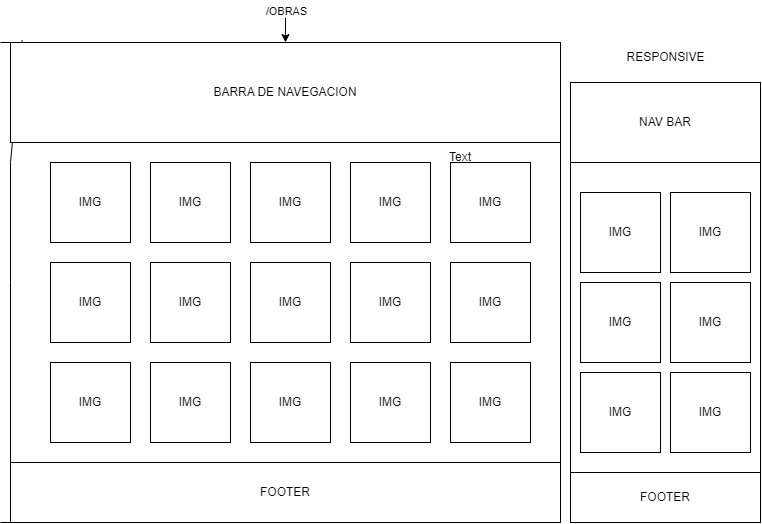 /OBRAS
BARRA DE NAVEGACION
Text
IMG IMG IMG IMG IMG
IMG IMG IMG IMG IMG
IMG IMG IMG IMG IMG
FOOTER
RESPONSIVE
NAV BAR
IMG IMG
IMG IMG
IMG IMG
FOOTER